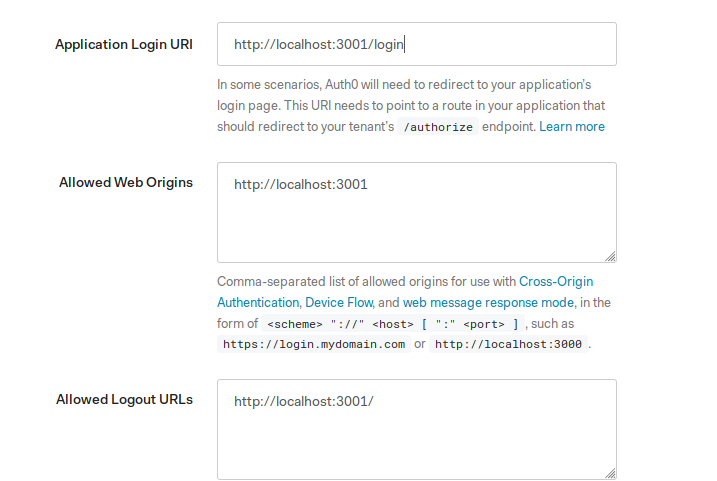 Application Login URI
http://localhost:3001/login
In some scenarios, Auth0 will need to redirect to your application's
login page. This URI needs to point to a route in your application that
should redirect to your tenant's /authorize endpoint. Learn more
Allowed Web Origins
http://localhost:3001
Comma-separated list of allowed origins for use with Cross-Origin
Authentication, Device Flow, and web message response mode, in the
form of <scheme> "://" <host> [ ":" <port> ] , such as
https://login.mydomain.com or http://localhost:3000 .
Allowed Logout URLs
http://localhost:3001/